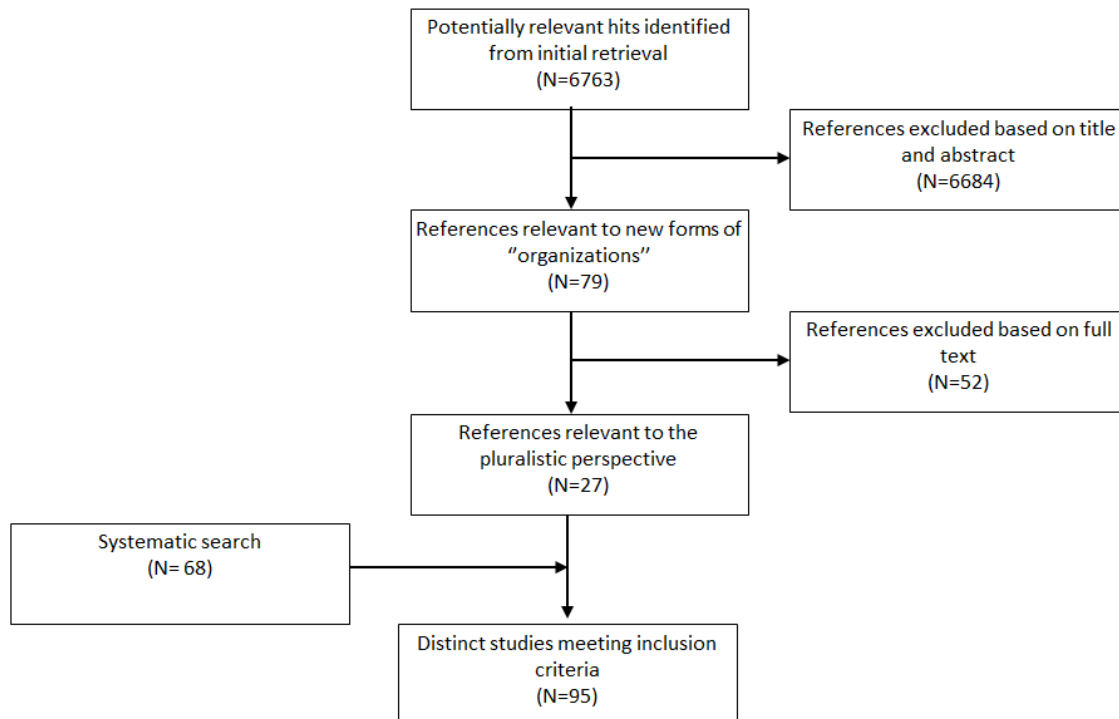 Potentially relevant hits identified
from initial retrieval
(N=6763)
References excluded based on title
and abstract
(N=6684)
References relevant to new forms of
“organizations”
(N=79)
References excluded based on full
text
(N=52)
References relevant to the
pluralistic perspective
(N=27)
Systematic search
(N= 68)
Distinct studies meeting inclusion
criteria
(N=95)